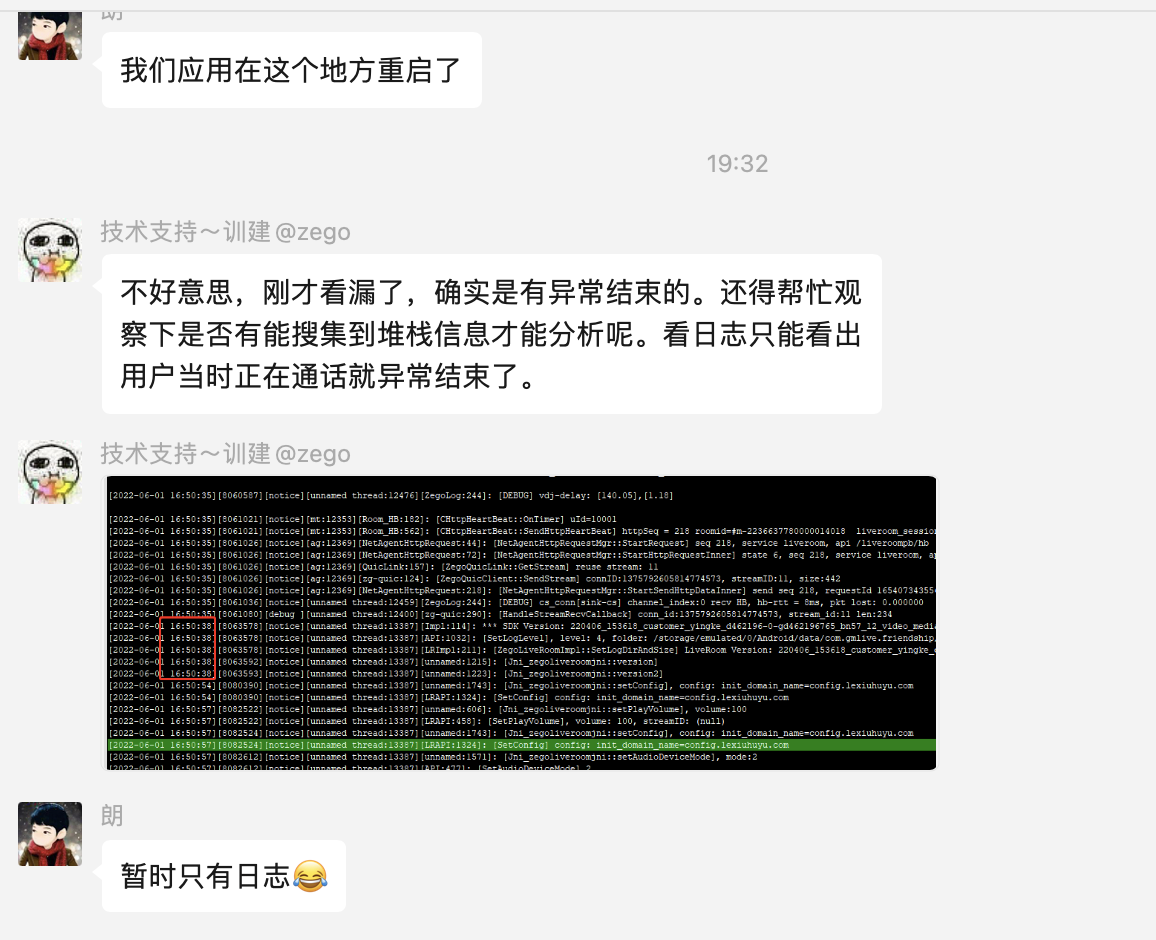 我们应用在这个地方重启了
19:32
技术支持～训建@zego
不好意思，刚才看漏了，确实是有异常结束的。还得帮忙观
察下是否有能搜集到堆栈信息才能分析呢。看日志只能看出
用户当时正在通话就异常结束了。
技术支持～训建@zego
[2022-06-01 16:50:35][8060587][notice][unnamed thread:12476][ZegoLog:244]: [DEBUG] vdj-delay: [140.05],[1.18]
[2022-06-01 16:50:35][8061021][notice][mt:12353][Room_HB:182]: [CHttpHeartBeat::OnTimer] uId=10001
[2022-06-01 16:50:35][8061021][notice][mt:12353][Room_HB:562]: [CHttpHeartBeat::SendHttpHeartBeat] httpSeq = 218 roomid=#m-2236637780000014018 liveroom_session
[2022-06-01 16:50:35][8061026][notice][ag:12369][NetAgentHttpRequest:44]: [NetAgentHttpRequestMgr::StartRequest] seq 218, service liveroom, api /liveroompb/hb
[2022-06-01 16:50:35][8061026][notice][ag:12369][NetAgentHttpRequest:72]: [NetAgentHttpRequestMgr::StartHttpRequestInner] state 6, seq 218, service liveroom,
[2022-06-01 16:50:35][8061026][notice][ag:12369][QuicLink:157]: [ZegoQuicLink::GetStream] reuse stream: 11
[2022-06-01 16:50:35][8061026][notice][ag:12369][zg-quic:124]: [ZegoQuicClient::SendStream] connID:1375792605814774573, streamID:11, size:442
[2022-06-01 16:50:35][8061026][notice][ag:12369][NetAgentHttpRequest:218]: [NetAgentHttpRequestMgr::StartSendHttpDataInner] send seq 218, requestId
[2022-06-01 16:50:35][8061036][notice][unnamed thread:12459][ZegoLog:244]: [DEBUG] cs_conn[sink-cs] channel_index:0 recv HB, hb-rtt = 8ms, pkt lost: 0.000000
[2022-06-01 16:50:35][8061080][debug ][unnamed thread:12400][zg-quic:290]: [HandleStreamRecvCallback] conn_id:1375792605814774573, stream_id:11 len:234
[2022-06-01 16:50:38][8063578][notice][unnamed thread:13387][Impl:114]: *** SDK Version: 220406_153618_customer_yingke_d462196-0-gd462196765_bn57_12_video_media
[2022-06-01 16:50:38][8063578][notice][unnamed thread:13387][API:1032]: [SetLogLevel], level: 4, folder: /storage/emulated/0/Android/data/com.gmlive.friendship
[2022-06-01 16:50:38][8063578][notice][unnamed thread:13387][LRImpl:211]: [ZegoLiveRoomImpl::SetLogDirAndSize] LiveRoom Version: 220406_153618_customer_yingke_
[2022-06-01 16:50:38][8063592][notice][unnamed thread:13387][unnamed:1215]: [Jni_zegoliveroomjni::version]
[2022-06-01 16:50:38][8063593][notice][unnamed thread:13387][unnamed:1223]: [Jni_zegoliveroomjni::version2]
[2022-06-01 16:50:54][8080390][notice][unnamed thread:13387][unnamed:1743]: [Jni_zegoliveroomjni::setConfig], config: init_domain_name=config.lexiuhuyu.com
[2022-06-01 16:50:54][8080390][notice][unnamed thread:13387][LRAPI:1324]: [SetConfig] config: init_domain_name=config.lexiuhuyu.com
[2022-06-01 16:50:57][8082522][notice][unnamed thread:13387][unnamed:606]: [Jni_zegoliveroomjni::setPlayVolume], volume:100
[2022-06-01 16:50:57][8082522][notice][unnamed thread:13387][LRAPI:458]: [SetPlayVolume], volume: 100, streamID: (null)
[2022-06-01 16:50:57][8082524][notice][unnamed thread:13387][unnamed:1743]: [Jni_zegoliveroomjni::setConfig], config: init_domain_name=config.lexiuhuyu.com
[2022-06-01 16:50:57][8082524][notice][unnamed thread:13387][LRAPI:1324]: [SetConfig] config: init_domain_name=config.lexiuhuyu.com
[2022-06-01 16:50:57][8082612][notice][unnamed thread:13387][unnamed:1571]: [Jni_zegoliveroomjni::setAudioDeviceMode], mode:2
[2022-06-01 16:50:57][8082612][notice][unnamed thread:13387][API:477]: [SetAudioDeviceMode] 2
朗
暂时只有日志😂